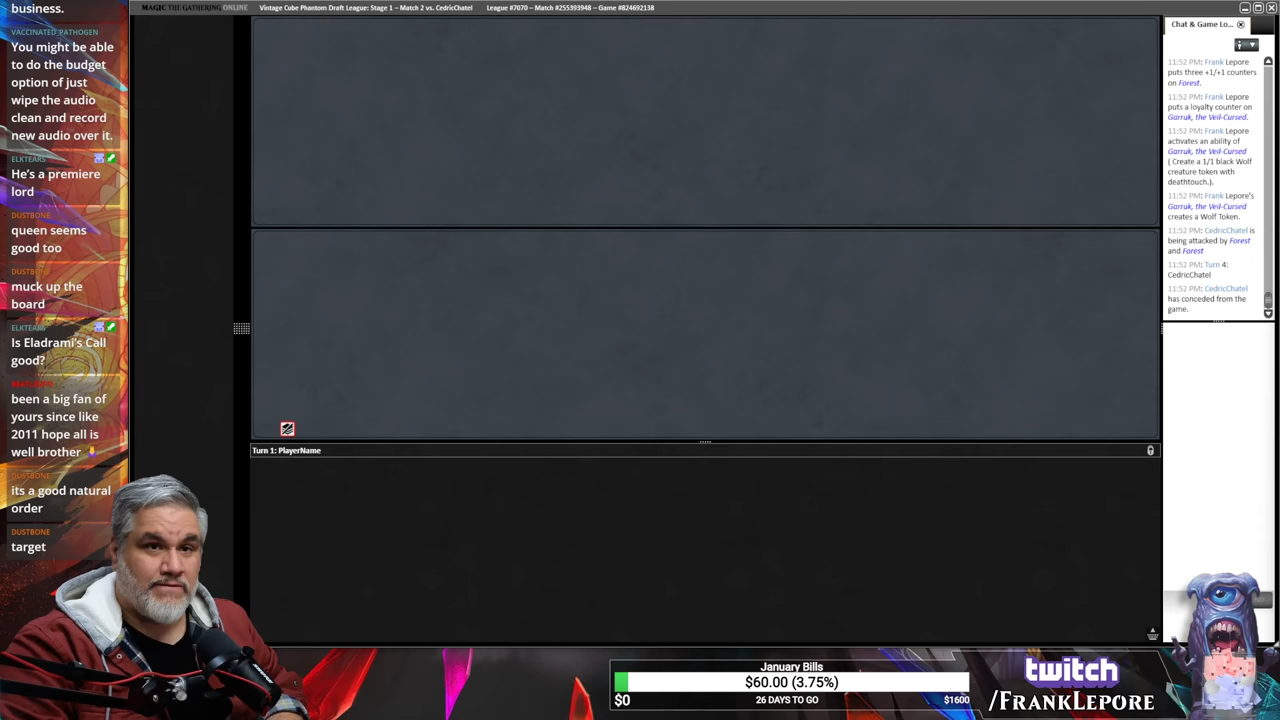 business.
VACCINATED_PATHOGEN
You might be able
to do the budget
option of just
wipe the audio
clean and record
new audio over it.
ELKTEARS
He's a premiere
lord
DUSTBONE
queen seems
good too
DUSTBONE
muck up the
board
ELKTEARS
Is Eladrami's Call
good?
been a big fan of
yours since like
2011 hope all is
well brother
DUSTBONE
its a good natural
order
DUSTBONE
target
MAGIC THE GATHERING ONLINE
Vintage Cube Phantom Draft League: Stage 1 – Match 2 vs. CedricChatel
League #7070 – Match #255393948 – Game #824692138
Turn 1: PlayerName
Chat & Game Lo...
11:52 PM: Frank Lepore
puts three +1/+1 counters
on Forest.
11:52 PM: Frank Lepore
puts a loyalty counter on
Garruk, the Veil-Cursed.
11:52 PM: Frank Lepore
activates an ability of
Garruk, the Veil-Cursed
( Create a 1/1 black Wolf
creature token with
deathtouch.).
11:52 PM: Frank Lepore's
Garruk, the Veil-Cursed
creates a Wolf Token.
11:52 PM: CedricChatel is
being attacked by Forest
and Forest
11:52 PM: Turn 4:
CedricChatel
11:52 PM: CedricChatel
has conceded from the
game.
January Bills
$60.00 (3.75%)
$0
26 DAYS TO GO
$1600
twitch
/FRANKLEPORE